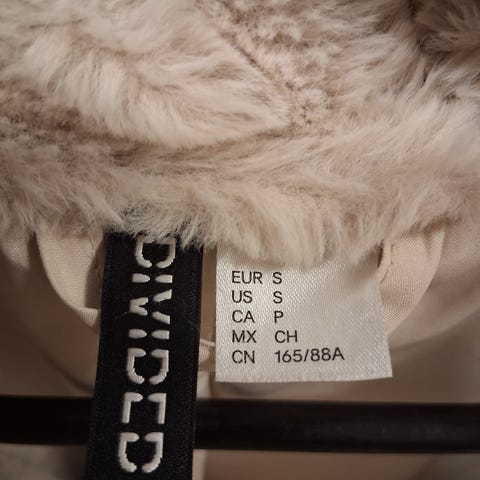 DIVIDED
EUR S
US S
CA P
MX CH
CN 165/88A